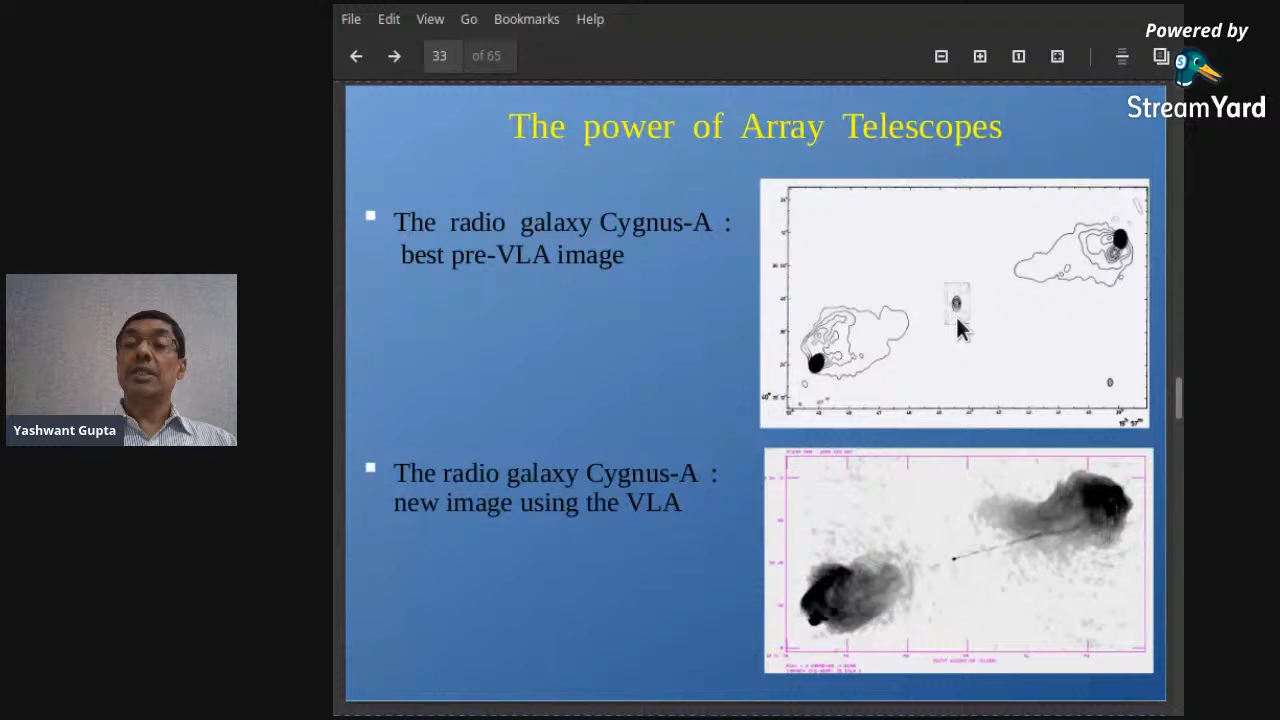 File Edit View Go Bookmarks Help
33 of 65
Powered by
StreamYard
The power of Array Telescopes
The radio galaxy Cygnus-A :
best pre-VLA image
The radio galaxy Cygnus-A :
new image using the VLA
Yashwant Gupta